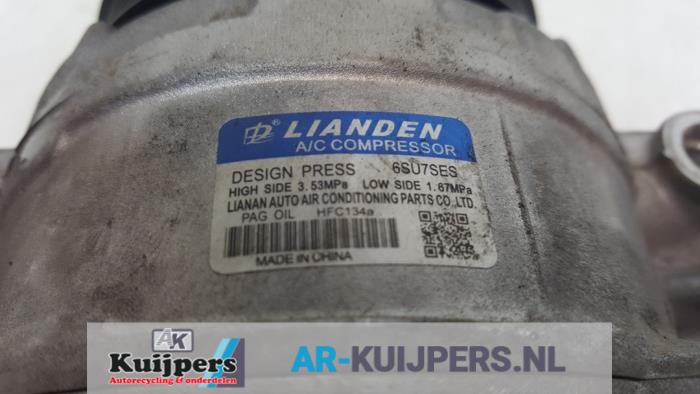 LIANDEN
A/C COMPRESSOR
DESIGN PRESS 6SU7SES
HIGH SIDE 3.53MPa LOW SIDE 1.67MPa
LIANAN AUTO AIR CONDITIONING PARTS CO.,LTD.
PAG OIL HFC134a
MADE IN CHINA
AK
Kuijpers
Autorecycling & onderdelen
AR-KUIJPERS.NL